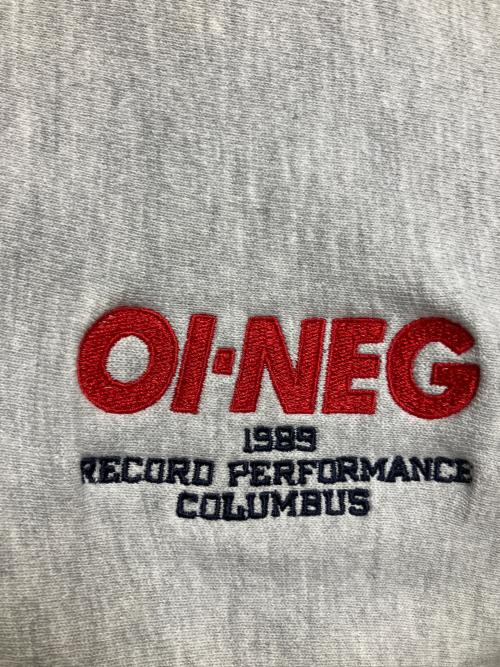 OI·NEG
1989
RECORD PERFORMANCE
COLUMBUS